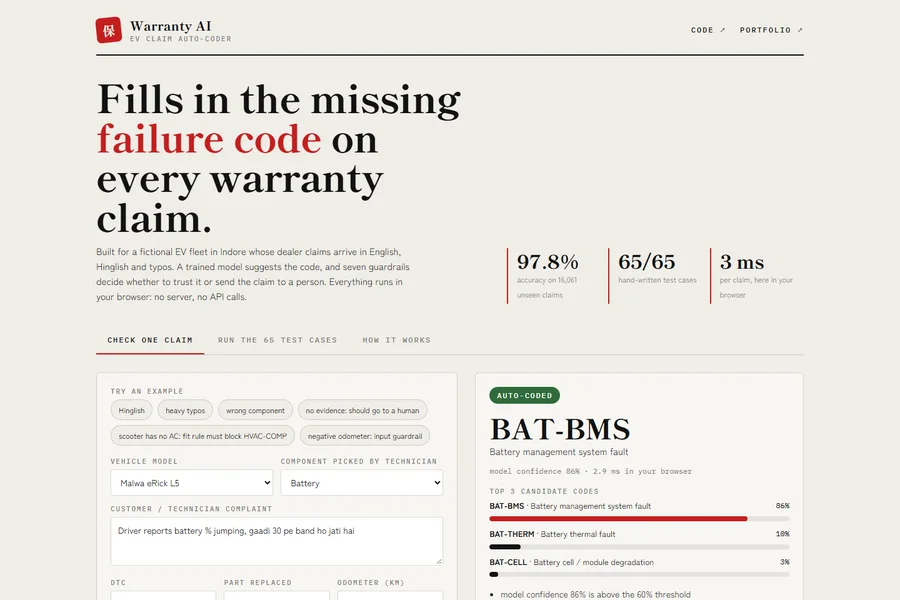 保
Warranty AI
EV CLAIM AUTO-CODER
CODE ↗ PORTFOLIO ↗
Fills in the missing
failure code on
every warranty
claim.
Built for a fictional EV fleet in Indore whose dealer claims arrive in English,
Hinglish and typos. A trained model suggests the code, and seven guardrails
decide whether to trust it or send the claim to a person. Everything runs in
your browser: no server, no API calls.
97.8%
accuracy on 16,061
unseen claims
65/65
hand-written test cases
3 ms
per claim, here in your
browser
CHECK ONE CLAIM RUN THE 65 TEST CASES HOW IT WORKS
TRY AN EXAMPLE
Hinglish heavy typos wrong component no evidence: should go to a human
scooter has no AC: fit rule must block HVAC-COMP negative odometer: input guardrail
VEHICLE MODEL COMPONENT PICKED BY TECHNICIAN
Malwa eRick L5 Battery
CUSTOMER / TECHNICIAN COMPLAINT
Driver reports battery % jumping, gaadi 30 pe band ho jati hai
DTC PART REPLACED ODOMETER (KM)
AUTO-CODED
BAT-BMS
Battery management system fault
model confidence 86% · 2.9 ms in your browser
TOP 3 CANDIDATE CODES
BAT-BMS · Battery management system fault 86%
BAT-THERM · Battery thermal fault 10%
BAT-CELL · Battery cell / module degradation 3%
• model confidence 86% is above the 60% threshold